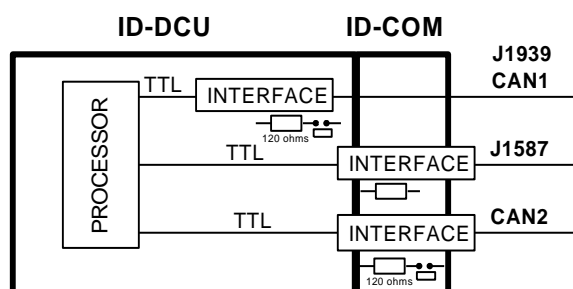 ID-DCU
ID-COM
J1939
CAN1
TTL
INTERFACE
120 ohms
PROCESSOR
TTL
INTERFACE
J1587
TTL
INTERFACE
CAN2
120 ohms